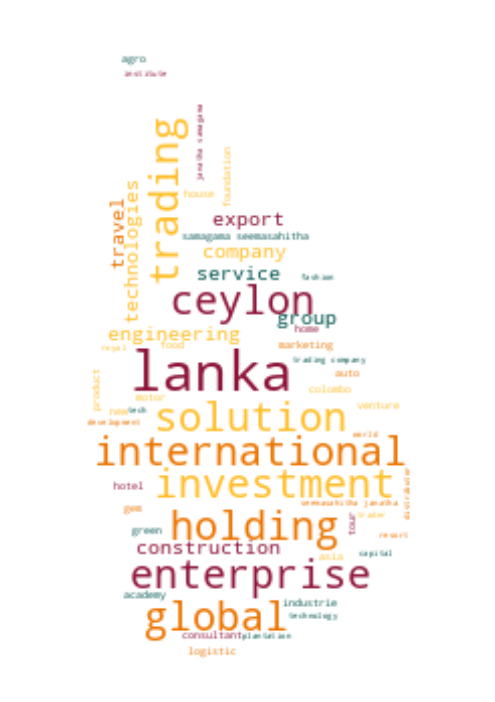 agro
institute
janatha samagama
trading
foundation
technologies
house
travel
export
samagama seemasahitha
company
service
fashion
ceylon
group
home
engineering
marketing
royal
food
trading company
lanka
auto
product
colombo
motor
venture
new
tech
solution
development
world
international
investment
distributor
hotel
seemasahitha janatha
gem
trader
tour
holding
green
resort
construction
capital
asia
enterprise
academy
industrie
global
technology
consultant
plantation
logistic